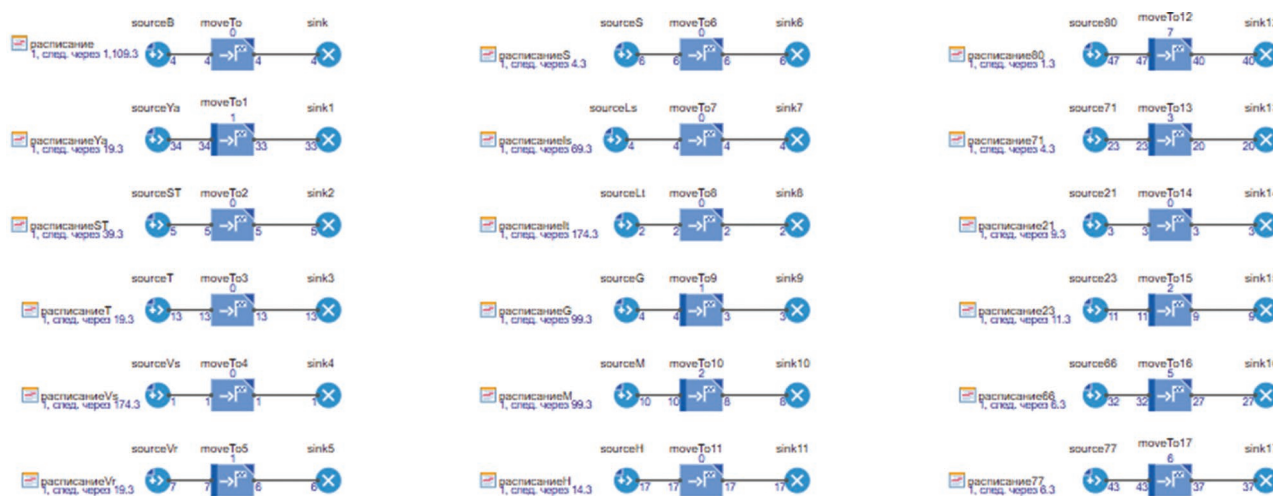 sourceB moveTo sink
0
расписание
1, след. через 1,109.3
4 4 4 4
sourceYa moveTo1 sink1
1
расписаниеYa
1, след. через 19.3
34 34 33 33
sourceST moveTo2 sink2
0
расписаниеST
1, след. через 39.3
5 5 5 5
sourceT moveTo3 sink3
0
расписаниеT
1, след. через 19.3
13 13 13 13
sourceVs moveTo4 sink4
0
расписаниеVs
1, след. через 174.3
1 1 1 1
sourceVr moveTo5 sink5
1
расписаниеVr
1, след. через 19.3
7 7 6 6
sourceS moveTo6 sink6
0
расписаниеS
1, след. через 4.3
6 6 6 6
sourceLs moveTo7 sink7
0
расписаниеls
1, след. через 69.3
4 4 4 4
sourceLt moveTo8 sink8
0
расписаниеlt
1, след. через 174.3
2 2 2 2
sourceG moveTo9 sink9
1
расписаниеG
1, след. через 99.3
4 4 3 3
sourceM moveTo10 sink10
2
расписаниеM
1, след. через 99.3
10 10 8 8
sourceH moveTo11 sink11
0
расписаниеH
1, след. через 14.3
17 17 17 17
source80 moveTo12
7
расписание80
1, след. через 1.3
47 47 40 40
source71 moveTo13
3
расписание71
1, след. через 4.3
23 23 20 20
source21 moveTo14
0
расписание21
1, след. через 9.3
3 3 3 3
source23 moveTo15
2
расписание23
1, след. через 11.3
11 11 9 9
source66 moveTo16
5
расписание66
1, след. через 6.3
32 32 27 27
source77 moveTo17
6
расписание77
1, след. через 6.3
43 43 37 37